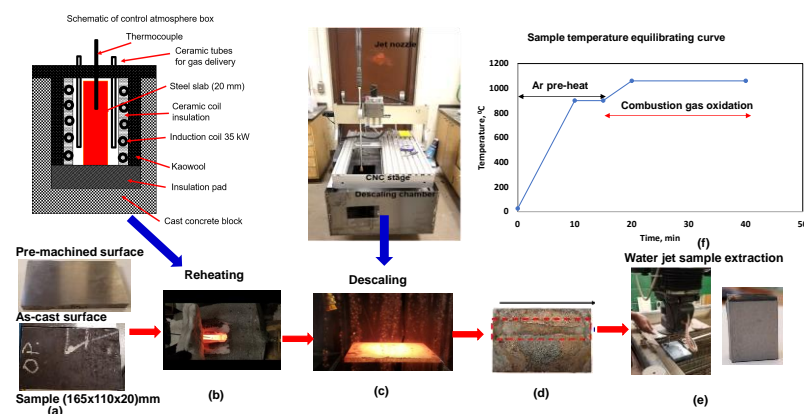 Schematic of control atmosphere box
Thermocouple
Ceramic tubes
for gas delivery
Steel slab (20 mm)
Ceramic coil
insulation
Induction coil 35 kW
Kaowool
Insulation pad
Cast concrete block
Jet nozzle
CNC stage
Descaling chamber
Sample temperature equilibrating curve
Temperature, ⁰C
1200
1000
800
600
400
200
0
Ar pre-heat
Combustion gas oxidation
0
10
20
30
40
50
Time, min
(f)
Pre-machined surface
As-cast surface
OP.
Sample (165x110x20)mm
(a)
Reheating
(b)
Descaling
(c)
(d)
Water jet sample extraction
(e)